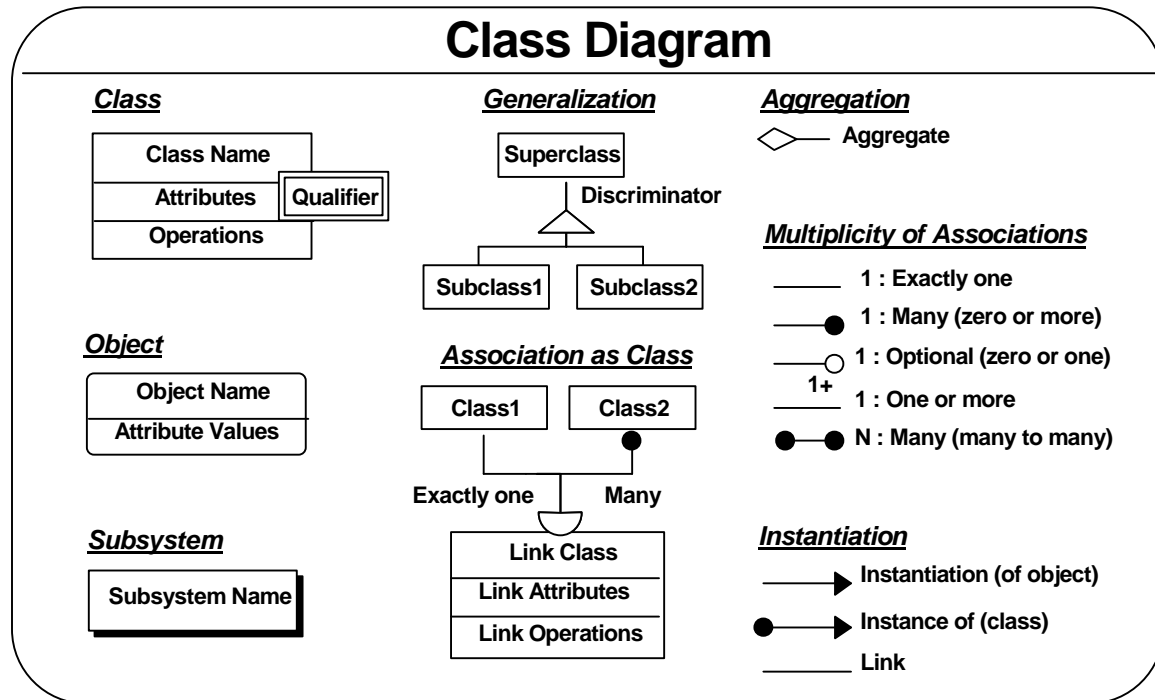 Class Diagram
Class
Class Name
Attributes
Qualifier
Operations
Object
Object Name
Attribute Values
Subsystem
Subsystem Name
Generalization
Superclass
Discriminator
Subclass1
Subclass2
Association as Class
Class1
Class2
Exactly one
Many
Link Class
Link Attributes
Link Operations
Aggregation
Aggregate
Multiplicity of Associations
1 : Exactly one
1 : Many (zero or more)
1 : Optional (zero or one)
1+
1 : One or more
N : Many (many to many)
Instantiation
Instantiation (of object)
Instance of (class)
Link